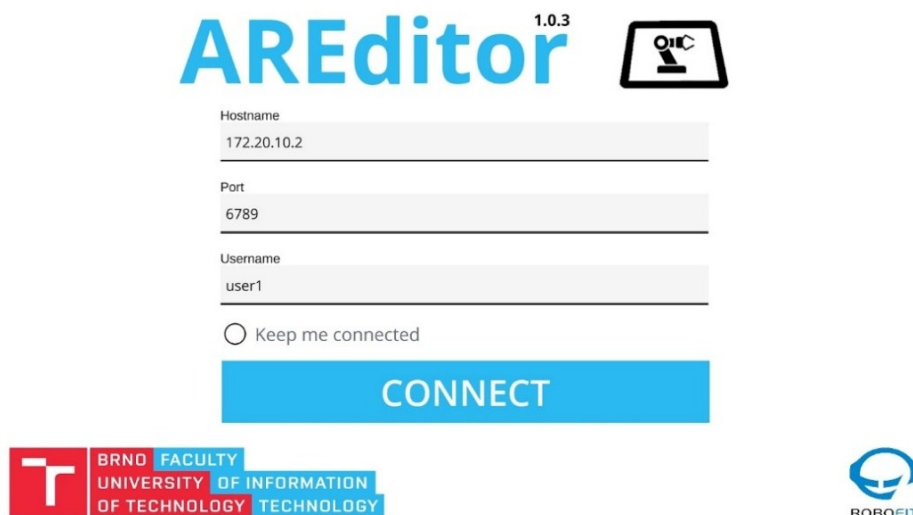 AREditor 1.0.3
Hostname
172.20.10.2
Port
6789
Username
user1
Keep me connected
CONNECT
BRNO FACULTY
UNIVERSITY OF INFORMATION
OF TECHNOLOGY TECHNOLOGY
ROBOFIT